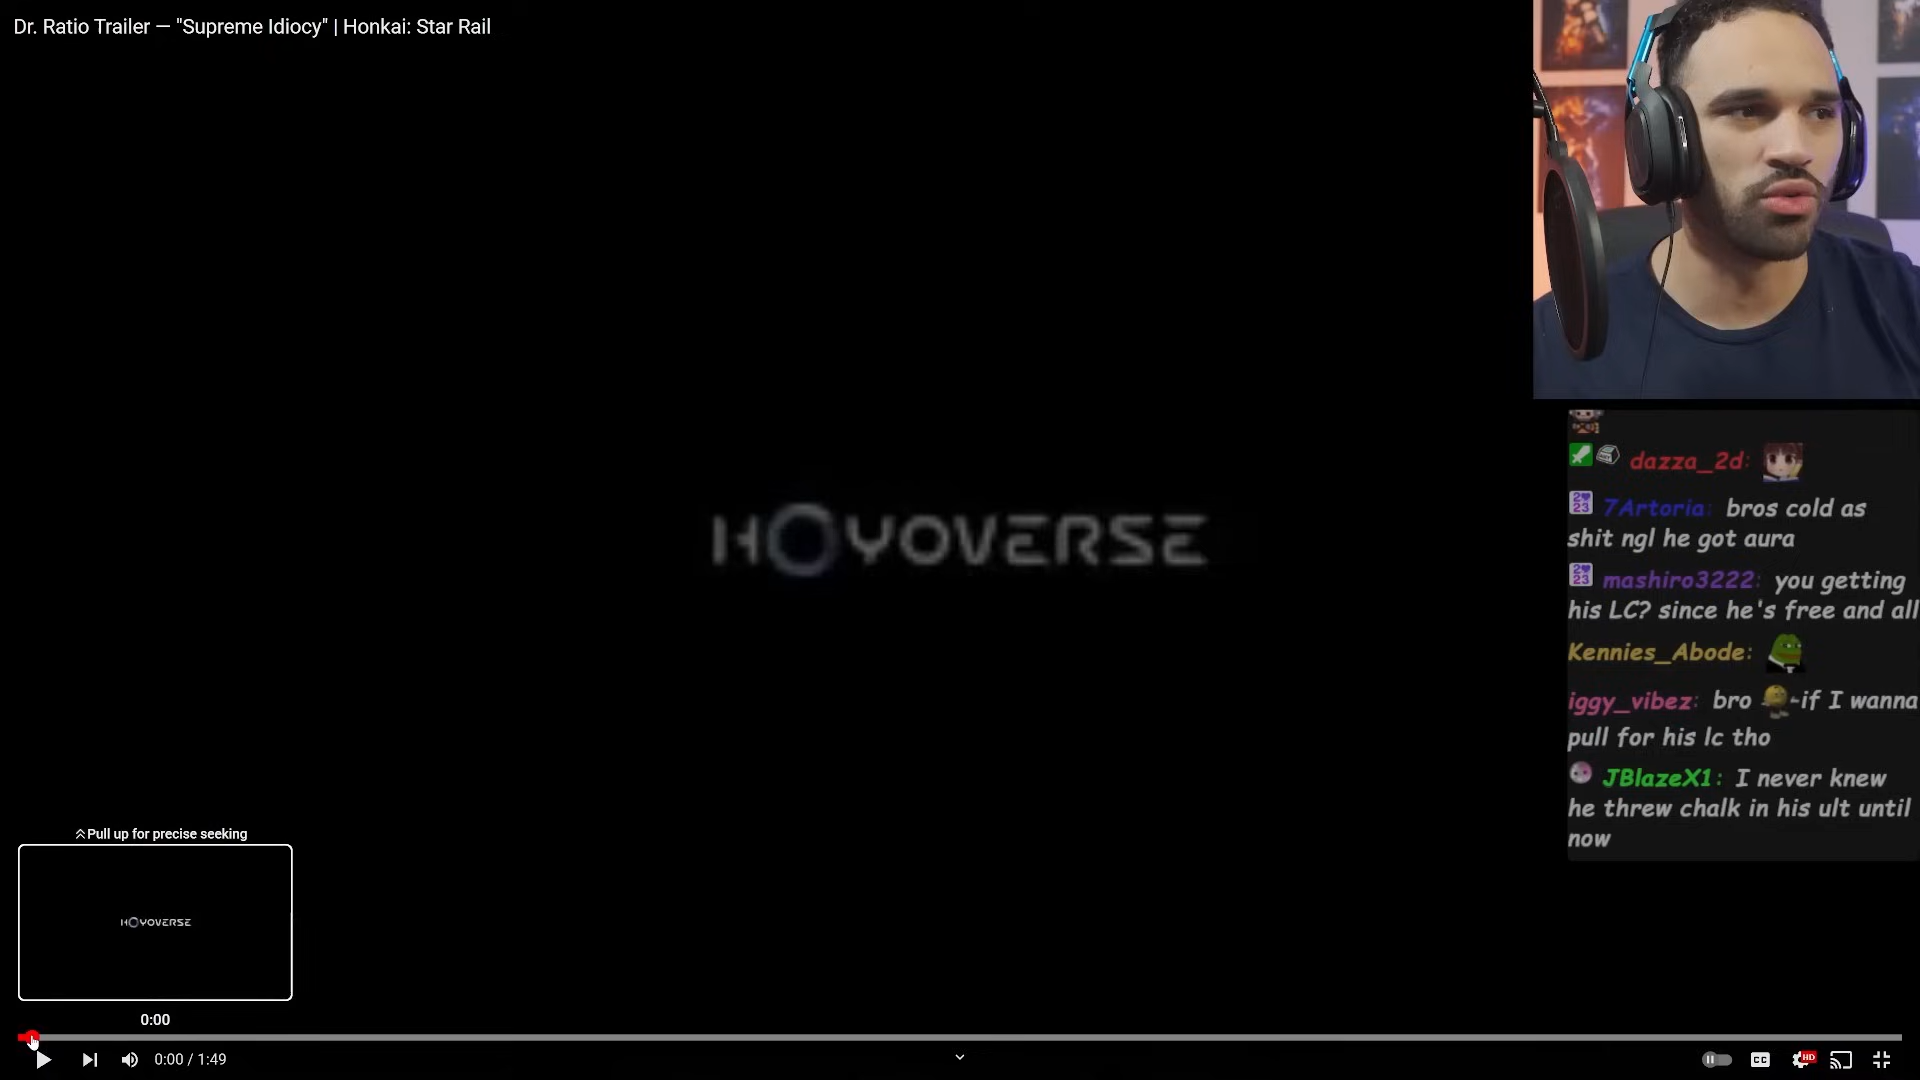 Dr. Ratio Trailer — "Supreme Idiocy" | Honkai: Star Rail
HOYOVERSE
dazza_2d:
7Artoria: bros cold as
shit ngl he got aura
mashiro3222: you getting
his LC? since he's free and all
Kennies_Abode:
iggy_vibez: bro -if I wanna
pull for his lc tho
JBlazeX1: I never knew
he threw chalk in his ult until
now
Pull up for precise seeking
HOYOVERSE
0:00
0:00 / 1:49
CC
HD